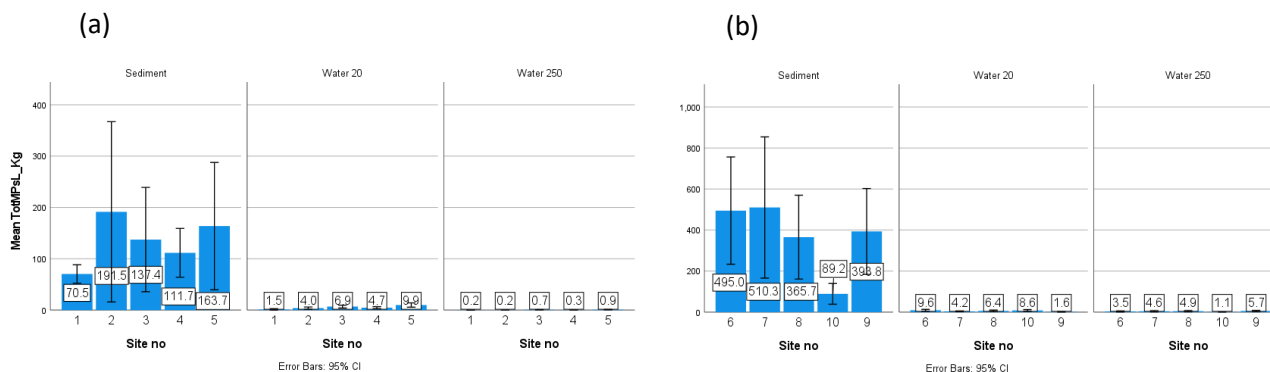 (a)
Sediment Water 20 Water 250
400
300
200
100
0
Mean TotMPsL_Kg
70.5 191.5 137.4 111.7 163.7 1.5 4.0 6.9 4.7 9.9 0.2 0.2 0.7 0.3 0.9
1 2 3 4 5 1 2 3 4 5 1 2 3 4 5
Site no Site no Site no
Error Bars: 95% CI
(b)
Sediment Water 20 Water 250
1,000
800
600
400
200
0
495.0 510.3 365.7 89.2 393.8 9.6 4.2 6.4 8.6 1.6 3.5 4.6 4.9 1.1 5.7
6 7 8 10 9 6 7 8 10 9 6 7 8 10 9
Site no Site no Site no
Error Bars: 95% CI